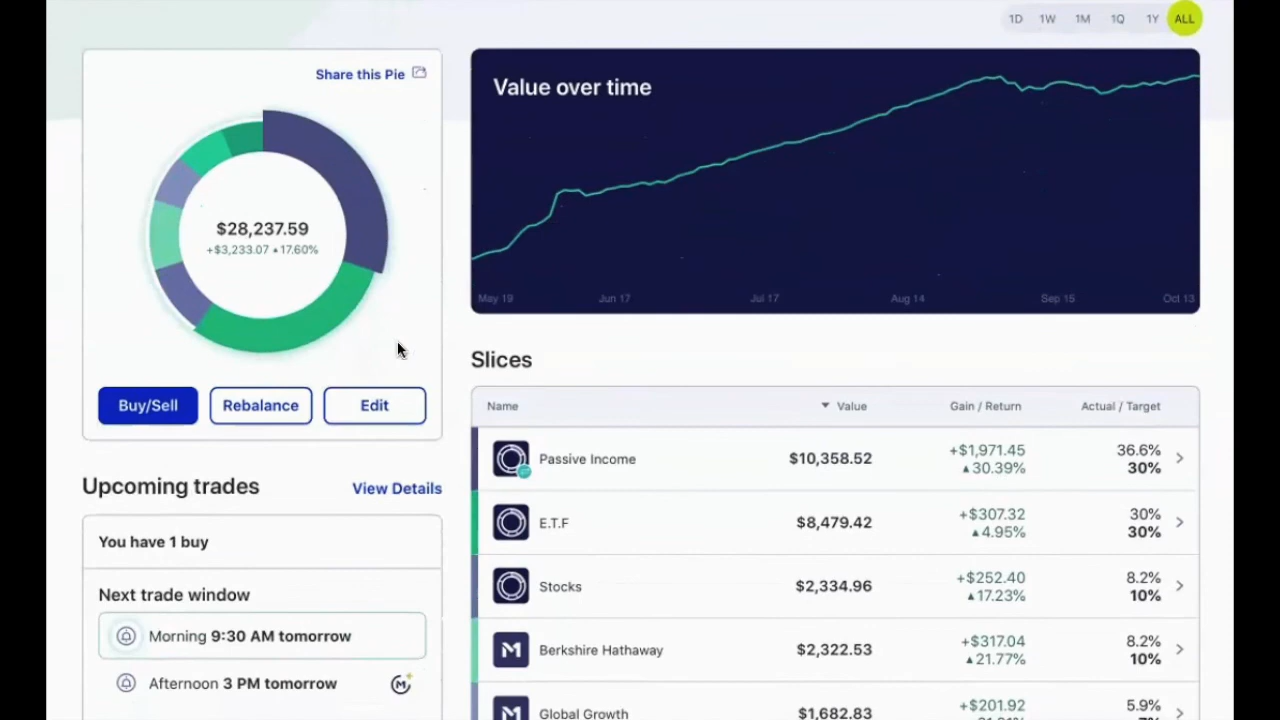 1D 1W 1M 1Q 1Y ALL
Share this Pie
$28,237.59
+$3,233.07 ▲17.60%
Buy/Sell Rebalance Edit
Upcoming trades View Details
You have 1 buy
Next trade window
Morning 9:30 AM tomorrow
Afternoon 3 PM tomorrow
Value over time
May 19 Jun 17 Jul 17 Aug 14 Sep 15 Oct 13
Slices
Name ▼ Value Gain / Return Actual / Target
Passive Income $10,358.52 +$1,971.45 36.6%
▲30.39% 30%
E.T.F $8,479.42 +$307.32 30%
▲4.95% 30%
Stocks $2,334.96 +$252.40 8.2%
▲17.23% 10%
Berkshire Hathaway $2,322.53 +$317.04 8.2%
▲21.77% 10%
Global Growth $1,682.83 +$201.92 5.9%